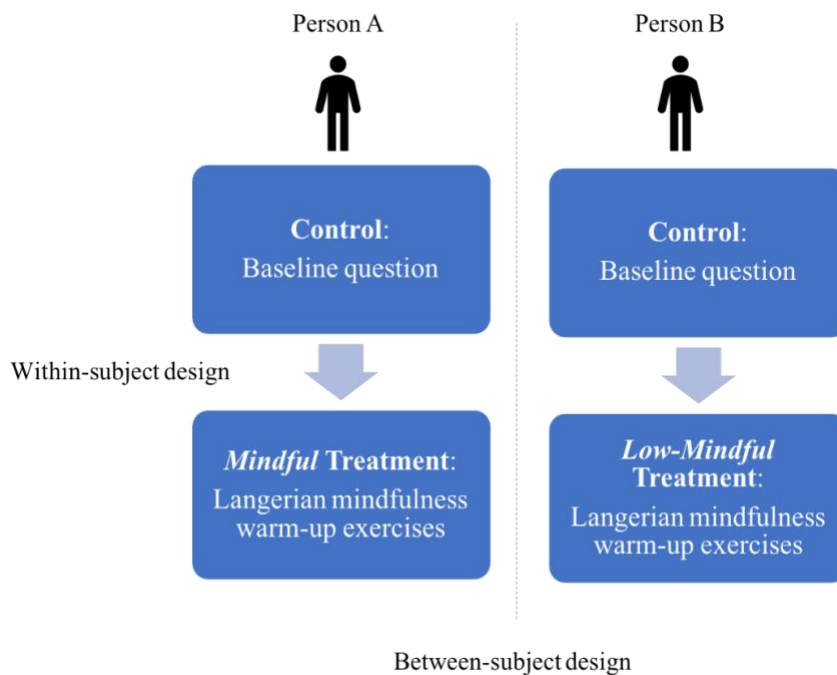 Person A
Person B
Control:
Baseline question
Control:
Baseline question
Within-subject design
Mindful Treatment:
Langerian mindfulness
warm-up exercises
Low-Mindful
Treatment:
Langerian mindfulness
warm-up exercises
Between-subject design